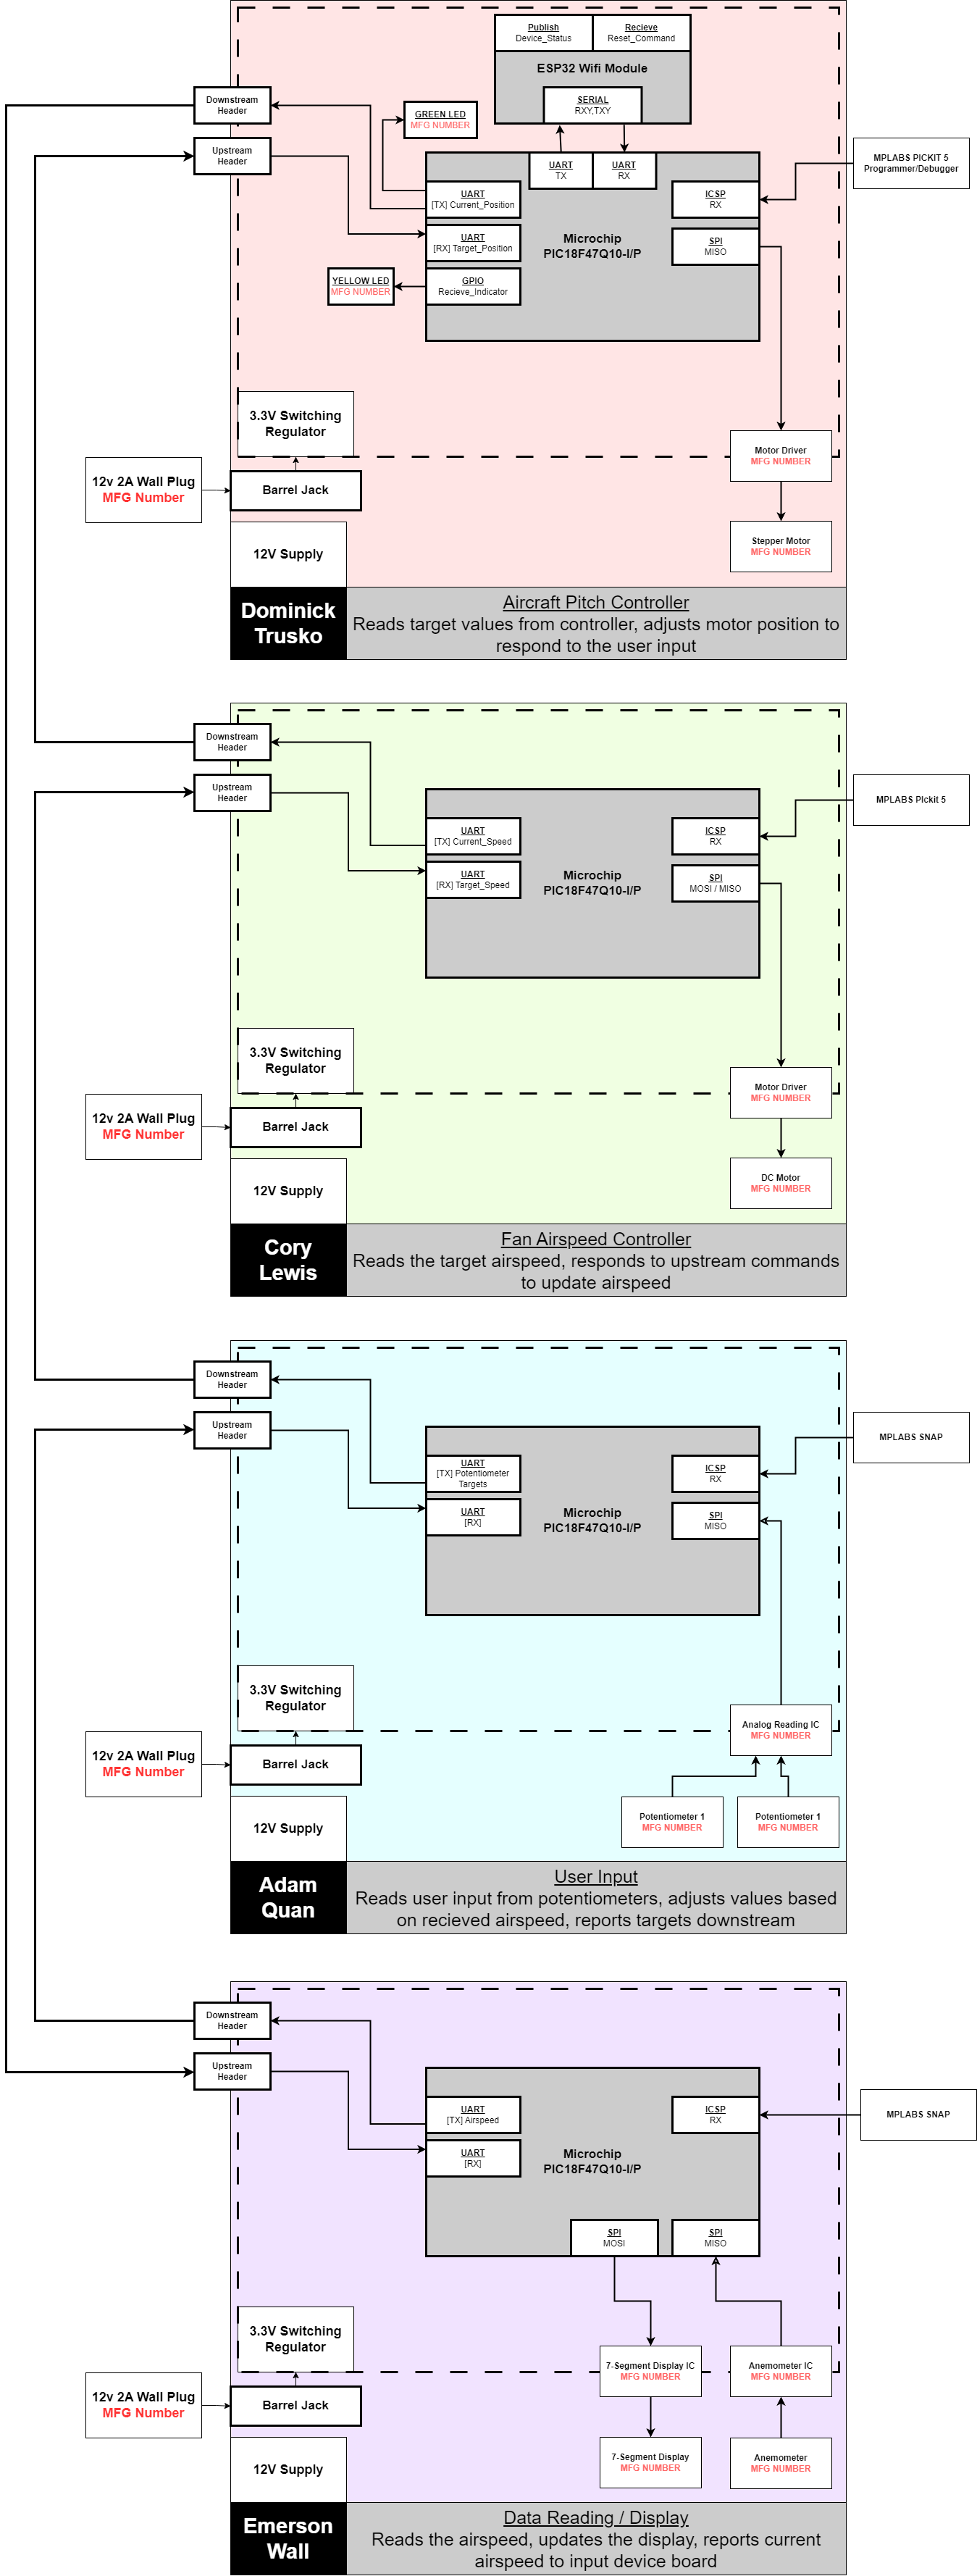 Publish
Device_Status
Recieve
Reset_Command
ESP32 Wifi Module
SERIAL
RXY,TXY
Downstream
Header
GREEN LED
MFG NUMBER
Upstream
Header
UART
TX
UART
RX
MPLABS PICKIT 5
Programmer/Debugger
UART
[TX] Current_Position
ICSP
RX
UART
[RX] Target_Position
Microchip
PIC18F47Q10-I/P
SPI
MISO
YELLOW LED
MFG NUMBER
GPIO
Recieve_Indicator
3.3V Switching
Regulator
Motor Driver
MFG NUMBER
12v 2A Wall Plug
MFG Number
Barrel Jack
Stepper Motor
MFG NUMBER
12V Supply
Dominick
Trusko
Aircraft Pitch Controller
Reads target values from controller, adjusts motor position to
respond to the user input
Downstream
Header
Upstream
Header
MPLABS PIckit 5
UART
[TX] Current_Speed
ICSP
RX
UART
[RX] Target_Speed
Microchip
PIC18F47Q10-I/P
SPI
MOSI / MISO
3.3V Switching
Regulator
Motor Driver
MFG NUMBER
12v 2A Wall Plug
MFG Number
Barrel Jack
DC Motor
MFG NUMBER
12V Supply
Cory
Lewis
Fan Airspeed Controller
Reads the target airspeed, responds to upstream commands
to update airspeed
Downstream
Header
Upstream
Header
MPLABS SNAP
UART
[TX] Potentiometer
Targets
ICSP
RX
UART
[RX]
Microchip
PIC18F47Q10-I/P
SPI
MISO
3.3V Switching
Regulator
Analog Reading IC
MFG NUMBER
12v 2A Wall Plug
MFG Number
Barrel Jack
Potentiometer 1
MFG NUMBER
Potentiometer 1
MFG NUMBER
12V Supply
Adam
Quan
User Input
Reads user input from potentiometers, adjusts values based
on recieved airspeed, reports targets downstream
Downstream
Header
Upstream
Header
MPLABS SNAP
UART
[TX] Airspeed
ICSP
RX
UART
[RX]
Microchip
PIC18F47Q10-I/P
SPI
MOSI
SPI
MISO
3.3V Switching
Regulator
7-Segment Display IC
MFG NUMBER
Anemometer IC
MFG NUMBER
12v 2A Wall Plug
MFG Number
Barrel Jack
7-Segment Display
MFG NUMBER
Anemometer
MFG NUMBER
12V Supply
Emerson
Wall
Data Reading / Display
Reads the airspeed, updates the display, reports current
airspeed to input device board